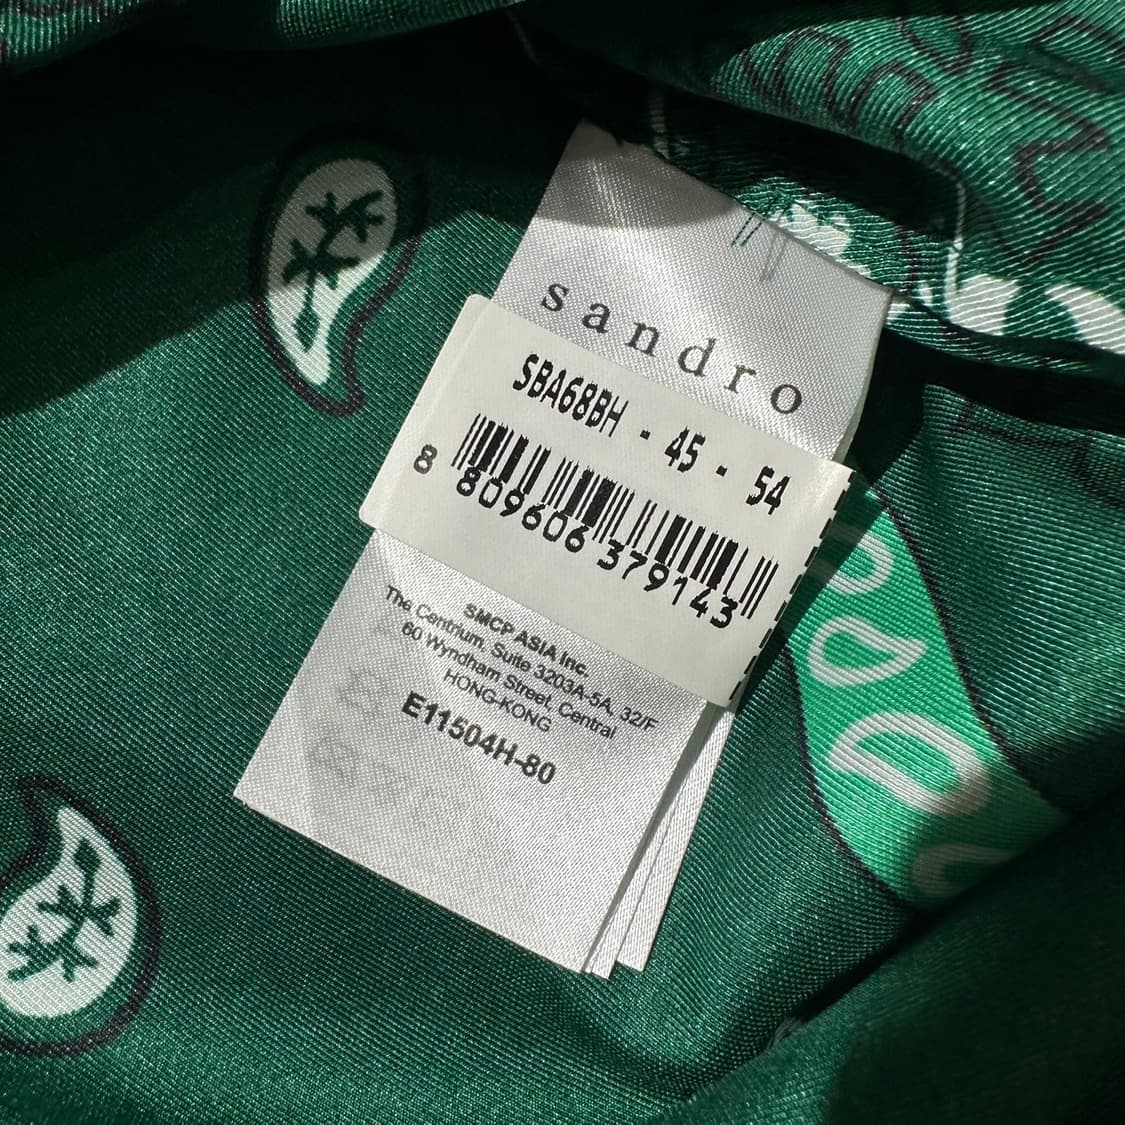 sandro
SBA68BH - 45 - 54
8 809606 379143
SMCP ASIA Inc.
The Centrium, Suite 3203A-5A, 32/F
60 Wyndham Street, Central
HONG-KONG
E11504H-80